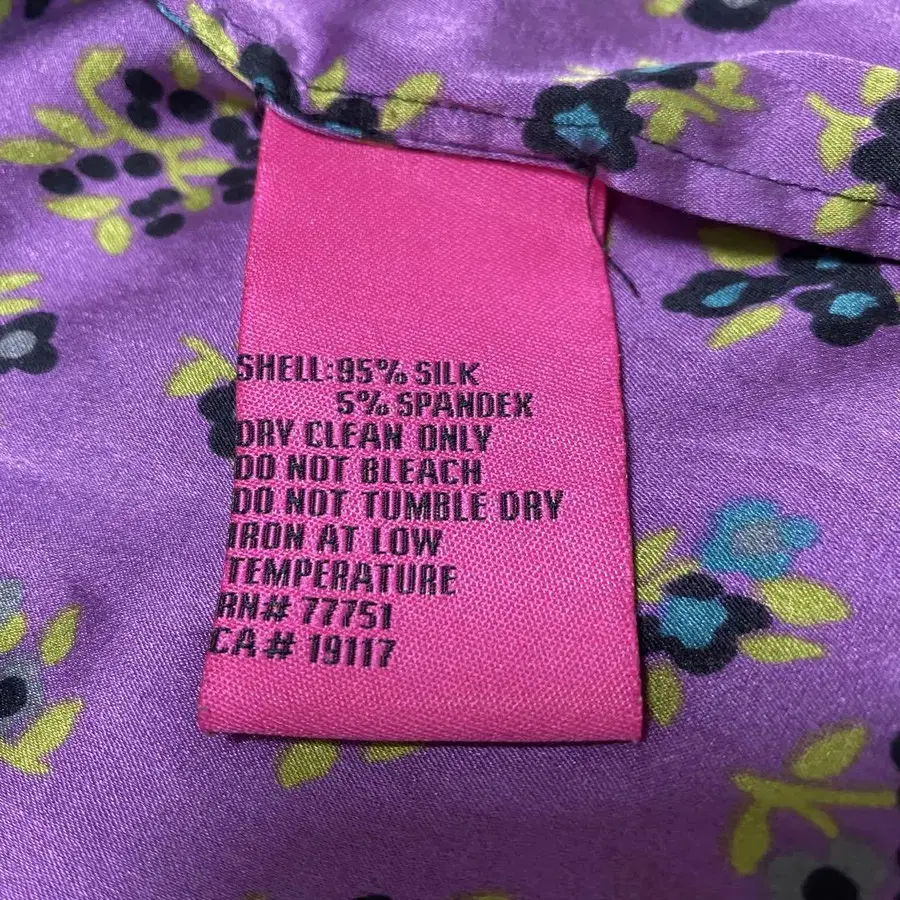 SHELL:95% SILK
5% SPANDEX
DRY CLEAN ONLY
DO NOT BLEACH
DO NOT TUMBLE DRY
IRON AT LOW
TEMPERATURE
RN# 77751
CA# 19117